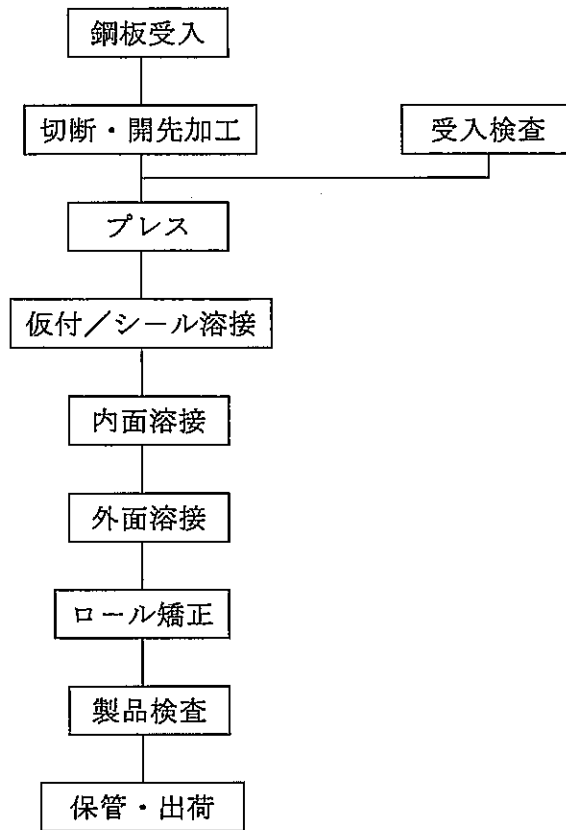 鋼板受入
切断・開先加工
受入検査
プレス
仮付／シール溶接
内面溶接
外面溶接
ロール矯正
製品検査
保管・出荷